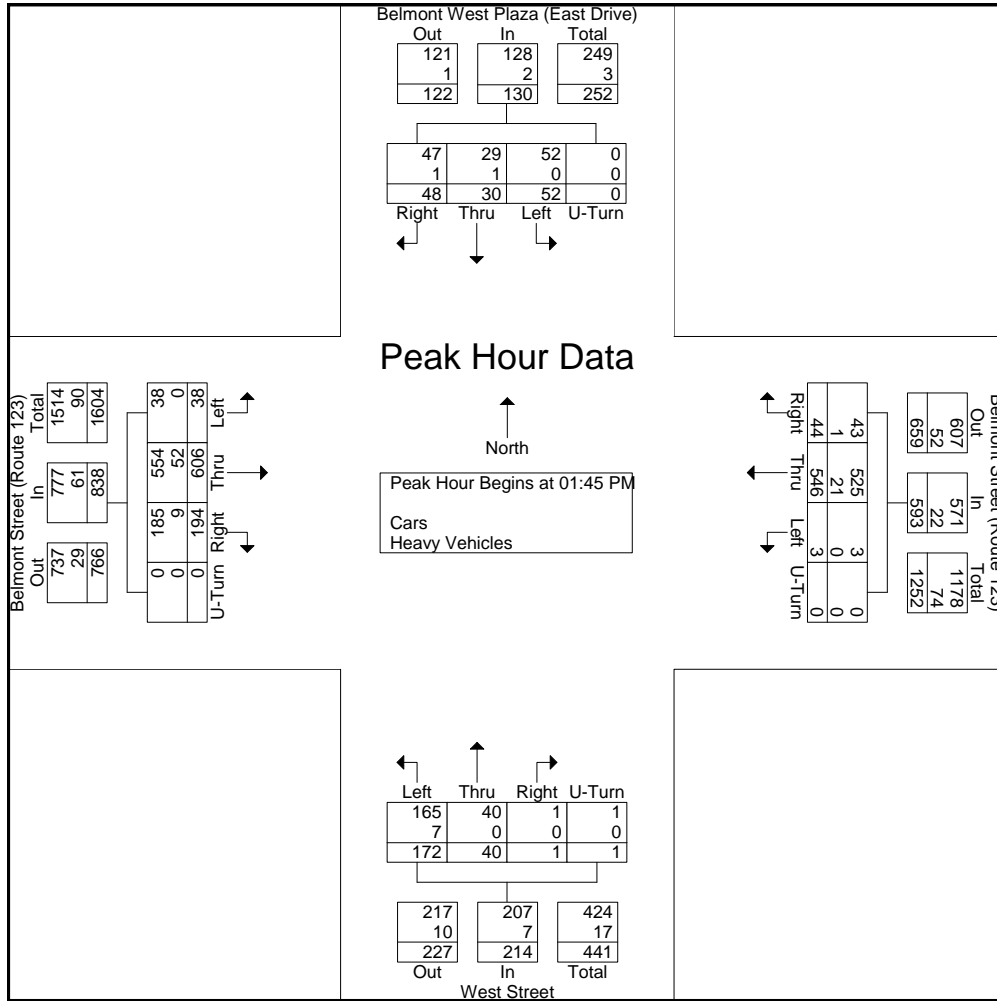 Belmont West Plaza (East Drive)
Out In Total
121 128 249
1 2 3
122 130 252
47 29 52 0
1 1 0 0
48 30 52 0
Right Thru Left U-Turn
Peak Hour Data
North
Peak Hour Begins at 01:45 PM
Cars
Heavy Vehicles
Belmont Street (Route 123)
Out In Total
737 777 1514
29 61 90
766 838 1604
U-Turn Right Thru Left
0 185 554 38
0 9 52 0
0 194 606 38
Belmont Street (Route 123)
Out In Total
607 571 1178
52 22 74
659 593 1252
43 525 3 0
1 21 0 0
44 546 3 0
Right Thru Left U-Turn
Left Thru Right U-Turn
165 40 1 1
7 0 0 0
172 40 1 1
217 207 424
10 7 17
227 214 441
Out In Total
West Street